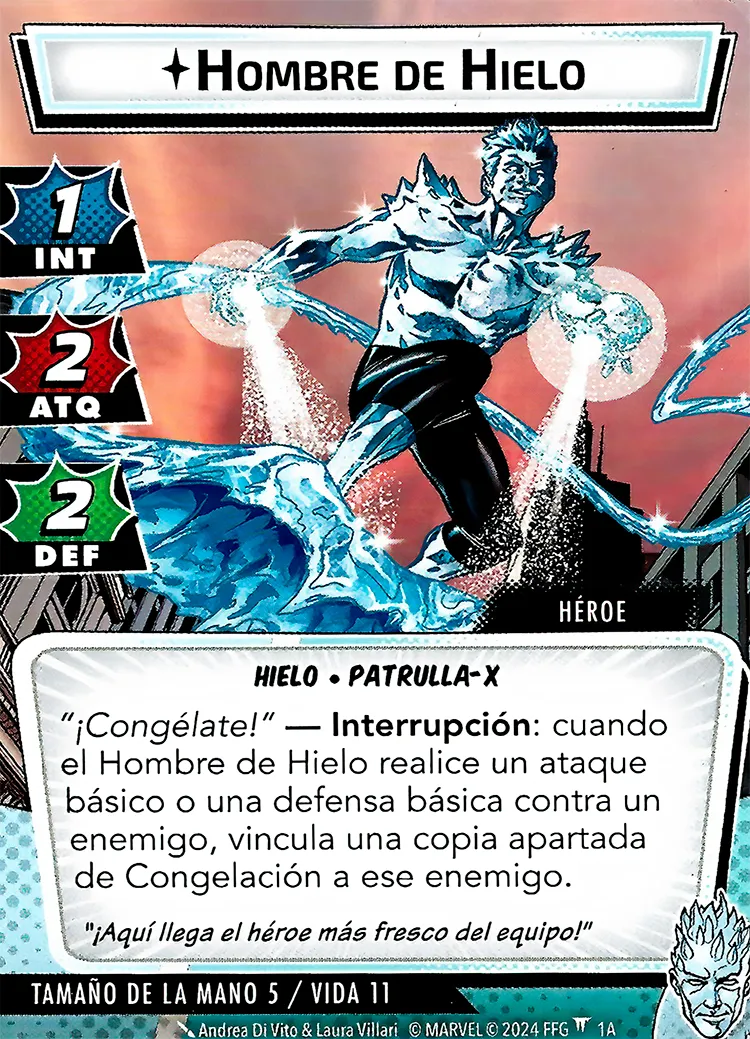 HOMBRE DE HIELO
1
INT
2
ATQ
2
DEF
HÉROE
HIELO • PATRULLA-X
“¡Congélate!” — Interrupción: cuando
el Hombre de Hielo realice un ataque
básico o una defensa básica contra un
enemigo, vincula una copia apartada
de Congelación a ese enemigo.
"¡Aquí llega el héroe más fresco del equipo!"
TAMAÑO DE LA MANO 5 / VIDA 11
Andrea Di Vito & Laura Villari © MARVEL © 2024 FFG 1A